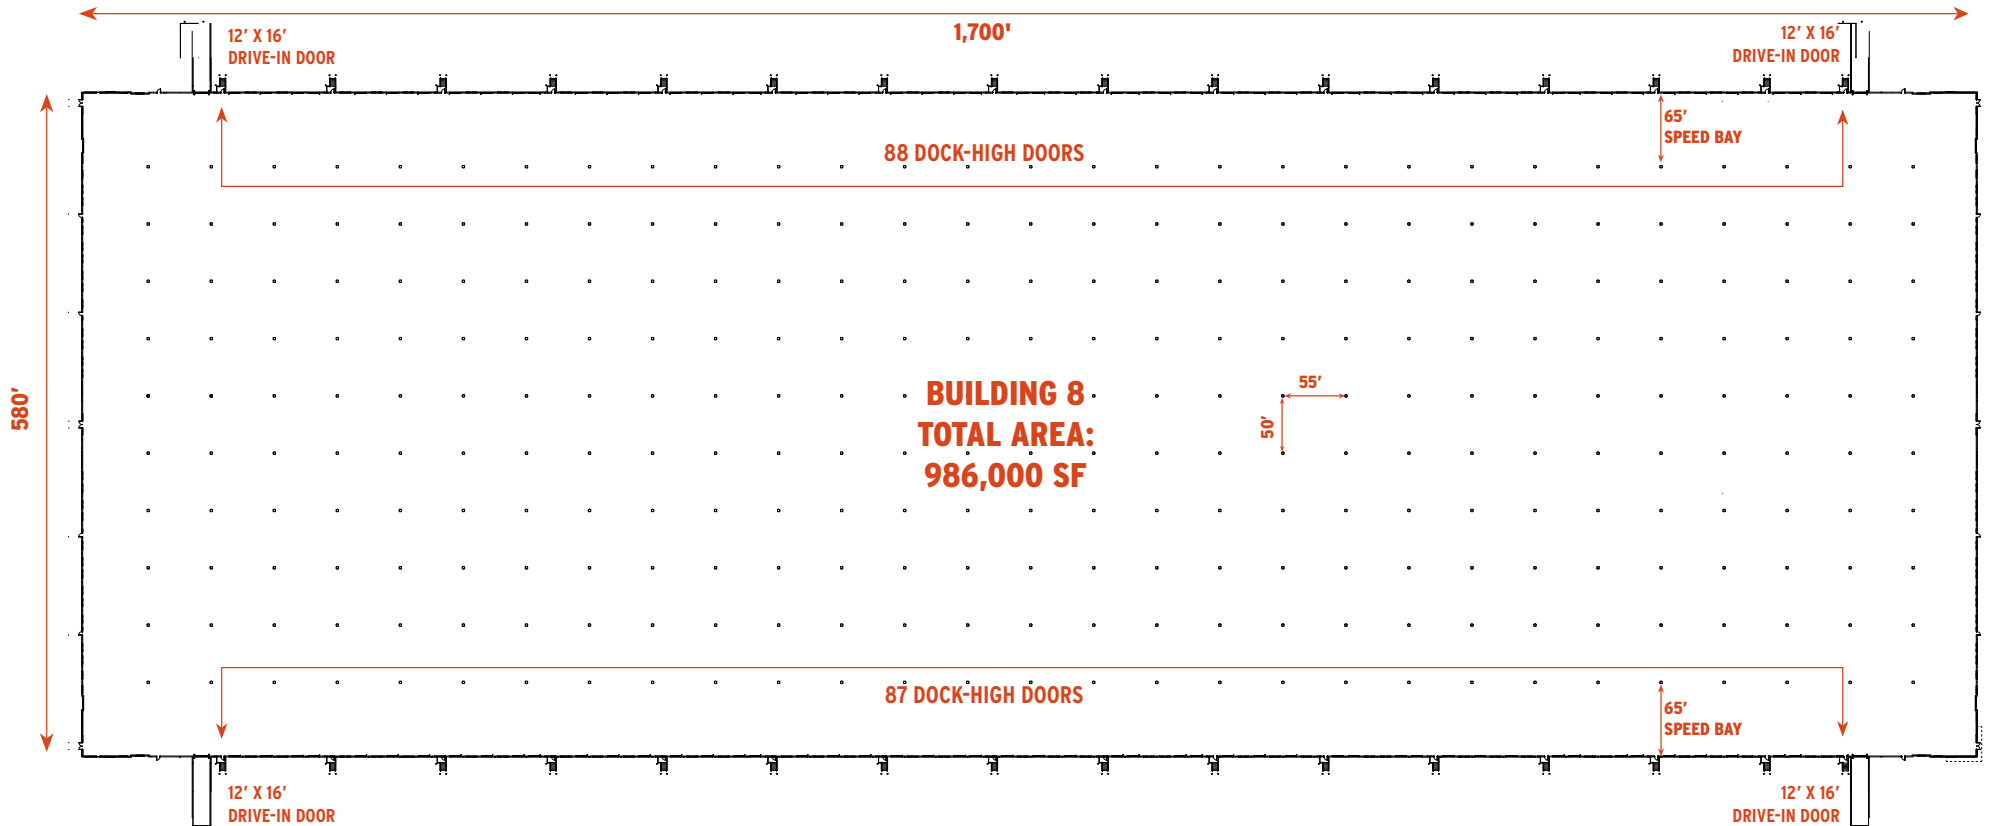 1,700'
12' X 16'
DRIVE-IN DOOR
12' X 16'
DRIVE-IN DOOR
65'
SPEED BAY
88 DOCK-HIGH DOORS
580'
BUILDING 8
TOTAL AREA:
986,000 SF
55'
50'
87 DOCK-HIGH DOORS
65'
SPEED BAY
12' X 16'
DRIVE-IN DOOR
12' X 16'
DRIVE-IN DOOR